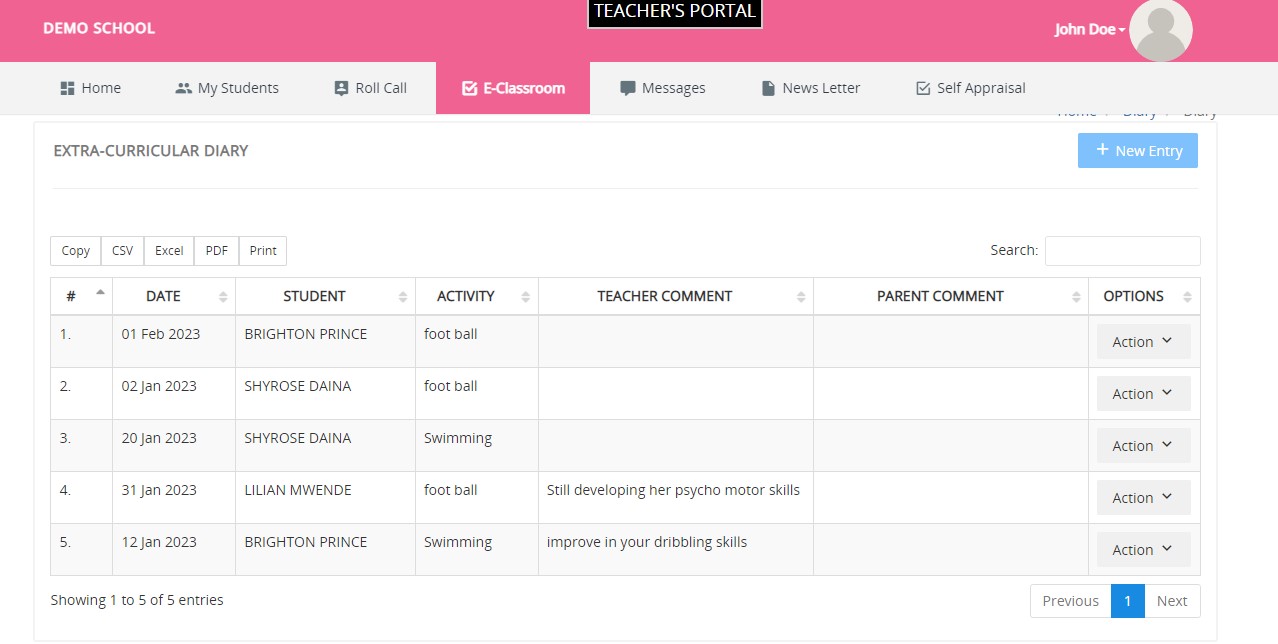 TEACHER'S PORTAL
DEMO SCHOOL John Doe
Home My Students Roll Call E-Classroom Messages News Letter Self Appraisal
Home Diary Diary
EXTRA-CURRICULAR DIARY + New Entry
Copy CSV Excel PDF Print Search:
# DATE STUDENT ACTIVITY TEACHER COMMENT PARENT COMMENT OPTIONS
1. 01 Feb 2023 BRIGHTON PRINCE foot ball Action
2. 02 Jan 2023 SHYROSE DAINA foot ball Action
3. 20 Jan 2023 SHYROSE DAINA Swimming Action
4. 31 Jan 2023 LILIAN MWENDE foot ball Still developing her psycho motor skills Action
5. 12 Jan 2023 BRIGHTON PRINCE Swimming improve in your dribbling skills Action
Showing 1 to 5 of 5 entries Previous 1 Next